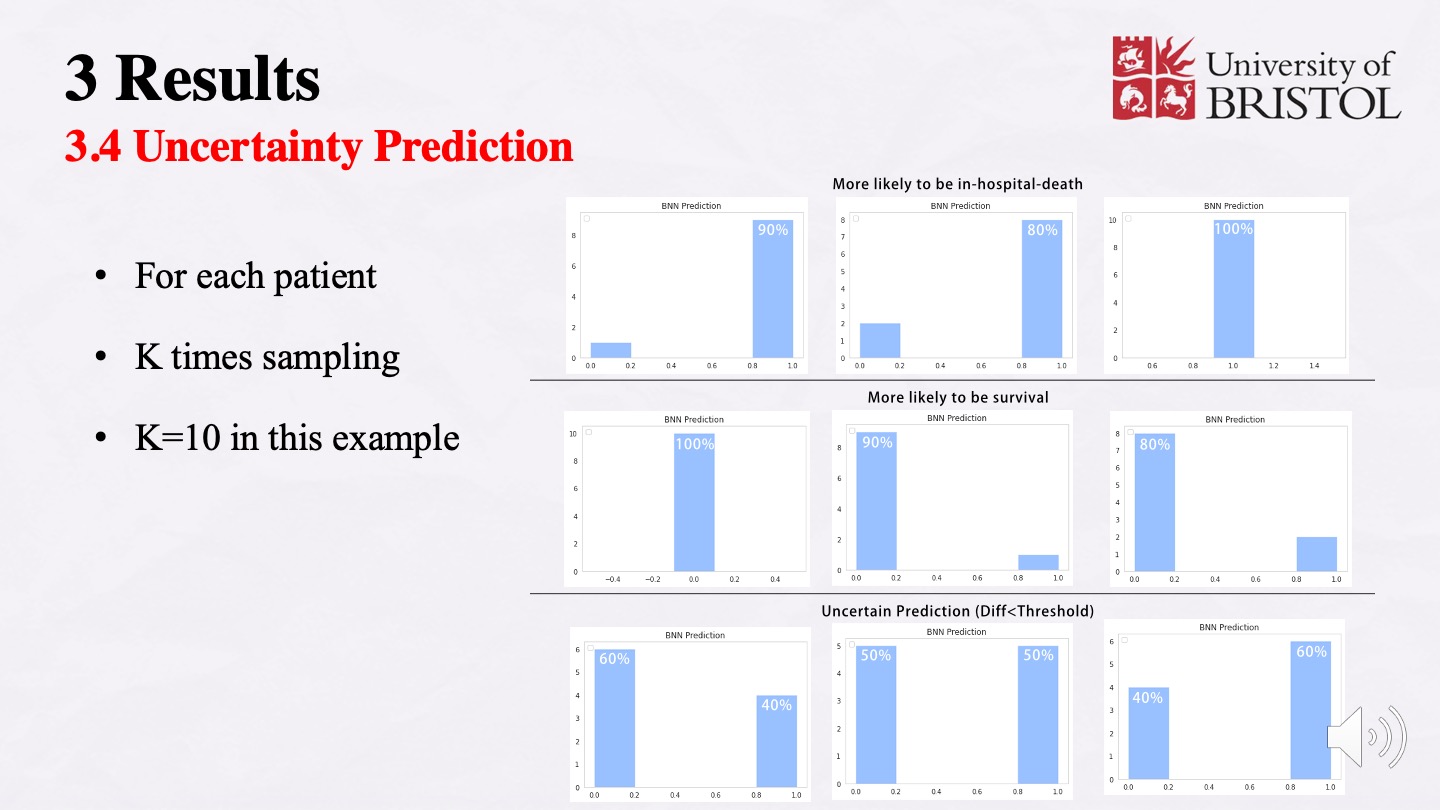 3 Results
3.4 Uncertainty Prediction
University of
BRISTOL
• For each patient
• K times sampling
• K=10 in this example
More likely to be in-hospital-death
BNN Prediction
90%
8
6
4
2
0
0.0 0.2 0.4 0.6 0.8 1.0
BNN Prediction
80%
8
7
6
5
4
3
2
1
0
0.0 0.2 0.4 0.6 0.8 1.0
BNN Prediction
100%
10
8
6
4
2
0
0.6 0.8 1.0 1.2 1.4
More likely to be survival
BNN Prediction
100%
10
8
6
4
2
0
−0.4 −0.2 0.0 0.2 0.4
BNN Prediction
90%
8
6
4
2
0
0.0 0.2 0.4 0.6 0.8 1.0
BNN Prediction
80%
8
7
6
5
4
3
2
1
0
0.0 0.2 0.4 0.6 0.8 1.0
Uncertain Prediction (Diff<Threshold)
BNN Prediction
60%
40%
6
5
4
3
2
1
0
0.0 0.2 0.4 0.6 0.8 1.0
BNN Prediction
50% 50%
5
4
3
2
1
0
0.0 0.2 0.4 0.6 0.8 1.0
BNN Prediction
60%
40%
6
5
4
3
2
1
0
0.0 0.2 0.4 0.6 0.8 1.0